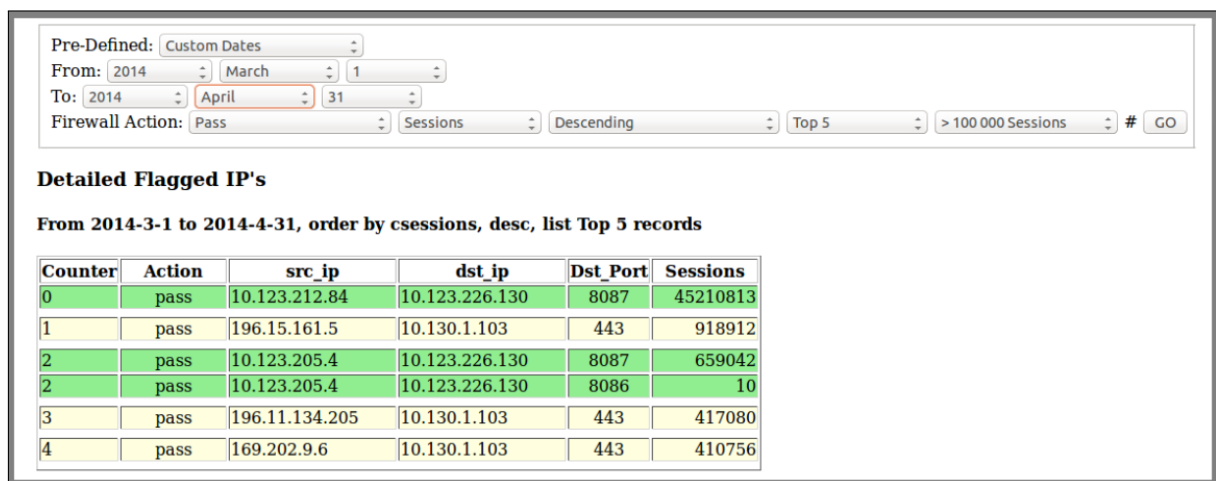 Pre-Defined: Custom Dates
From: 2014 March 1
To: 2014 April 31
Firewall Action: Pass Sessions Descending Top 5 > 100 000 Sessions # GO
Detailed Flagged IP's
From 2014-3-1 to 2014-4-31, order by csessions, desc, list Top 5 records
Counter Action src_ip dst_ip Dst_Port Sessions
0 pass 10.123.212.84 10.123.226.130 8087 45210813
1 pass 196.15.161.5 10.130.1.103 443 918912
2 pass 10.123.205.4 10.123.226.130 8087 659042
2 pass 10.123.205.4 10.123.226.130 8086 10
3 pass 196.11.134.205 10.130.1.103 443 417080
4 pass 169.202.9.6 10.130.1.103 443 410756